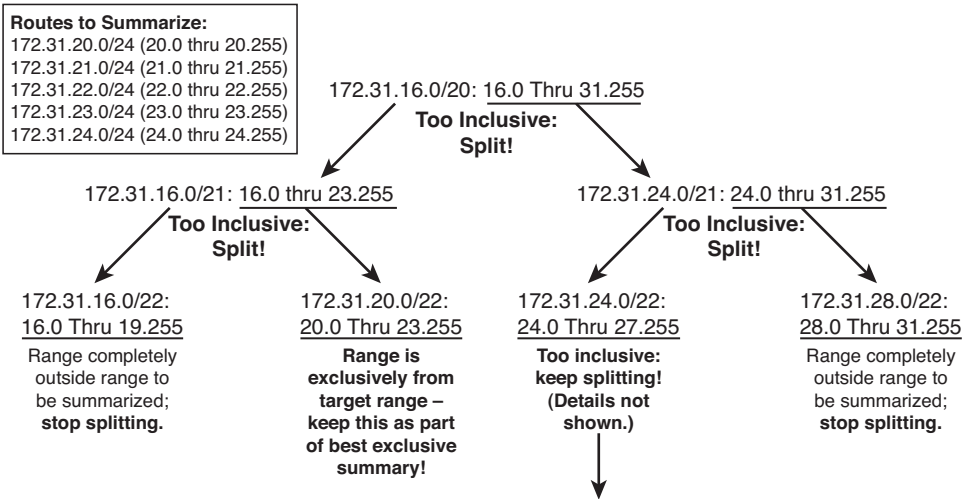 Routes to Summarize:
172.31.20.0/24 (20.0 thru 20.255)
172.31.21.0/24 (21.0 thru 21.255)
172.31.22.0/24 (22.0 thru 22.255)
172.31.23.0/24 (23.0 thru 23.255)
172.31.24.0/24 (24.0 thru 24.255)
172.31.16.0/20: 16.0 Thru 31.255
Too Inclusive:
Split!
172.31.16.0/21: 16.0 thru 23.255
Too Inclusive:
Split!
172.31.24.0/21: 24.0 thru 31.255
Too Inclusive:
Split!
172.31.16.0/22:
16.0 Thru 19.255
Range completely
outside range to
be summarized;
stop splitting.
172.31.20.0/22:
20.0 Thru 23.255
Range is
exclusively from
target range –
keep this as part
of best exclusive
summary!
172.31.24.0/22:
24.0 Thru 27.255
Too inclusive:
keep splitting!
(Details not
shown.)
172.31.28.0/22:
28.0 Thru 31.255
Range completely
outside range to
be summarized;
stop splitting.